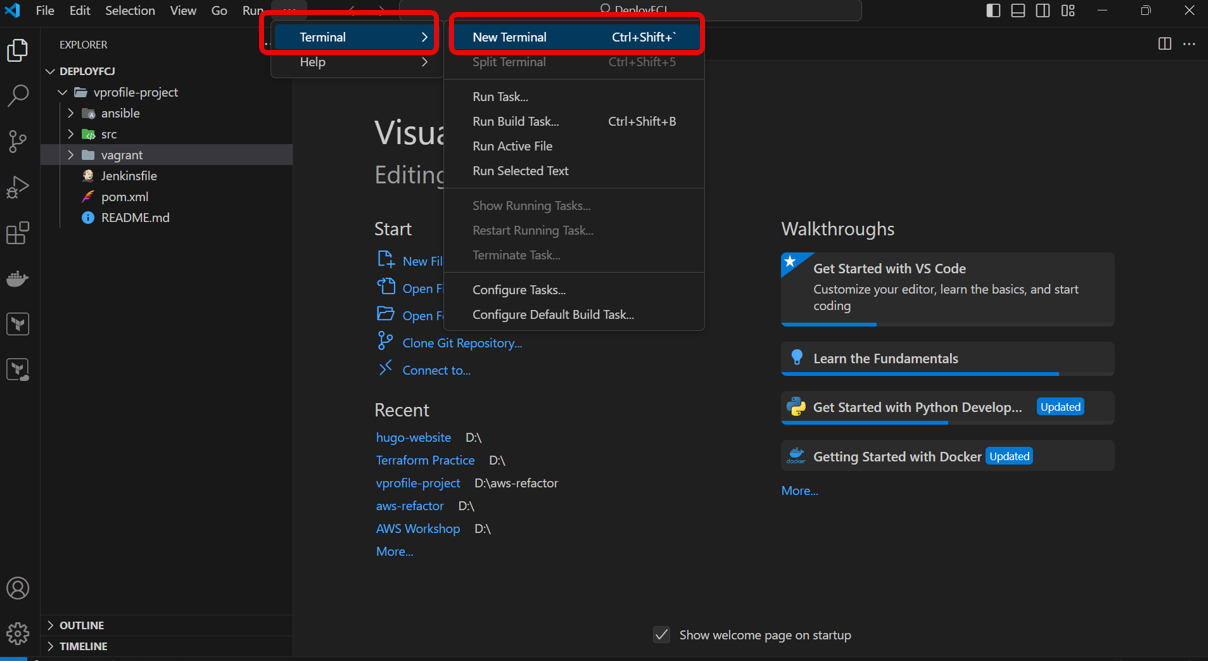 File Edit Selection View Go Run ...
DeployFCJ
EXPLORER
DEPLOYFCJ
vprofile-project
ansible
src
vagrant
Jenkinsfile
pom.xml
README.md
OUTLINE
TIMELINE
Terminal
Help
New Terminal Ctrl+Shift+`
Split Terminal Ctrl+Shift+5
Run Task...
Run Build Task... Ctrl+Shift+B
Run Active File
Run Selected Text
Show Running Tasks...
Restart Running Task...
Terminate Task...
Configure Tasks...
Configure Default Build Task...
Visua
Editing
Start
New Fil
Open F
Open F
Clone Git Repository...
Connect to...
Recent
hugo-website D:\
Terraform Practice D:\
vprofile-project D:\aws-refactor
aws-refactor D:\
AWS Workshop D:\
More...
Walkthroughs
Get Started with VS Code
Customize your editor, learn the basics, and start
coding
Learn the Fundamentals
Get Started with Python Develop... Updated
Getting Started with Docker Updated
More...
Show welcome page on startup